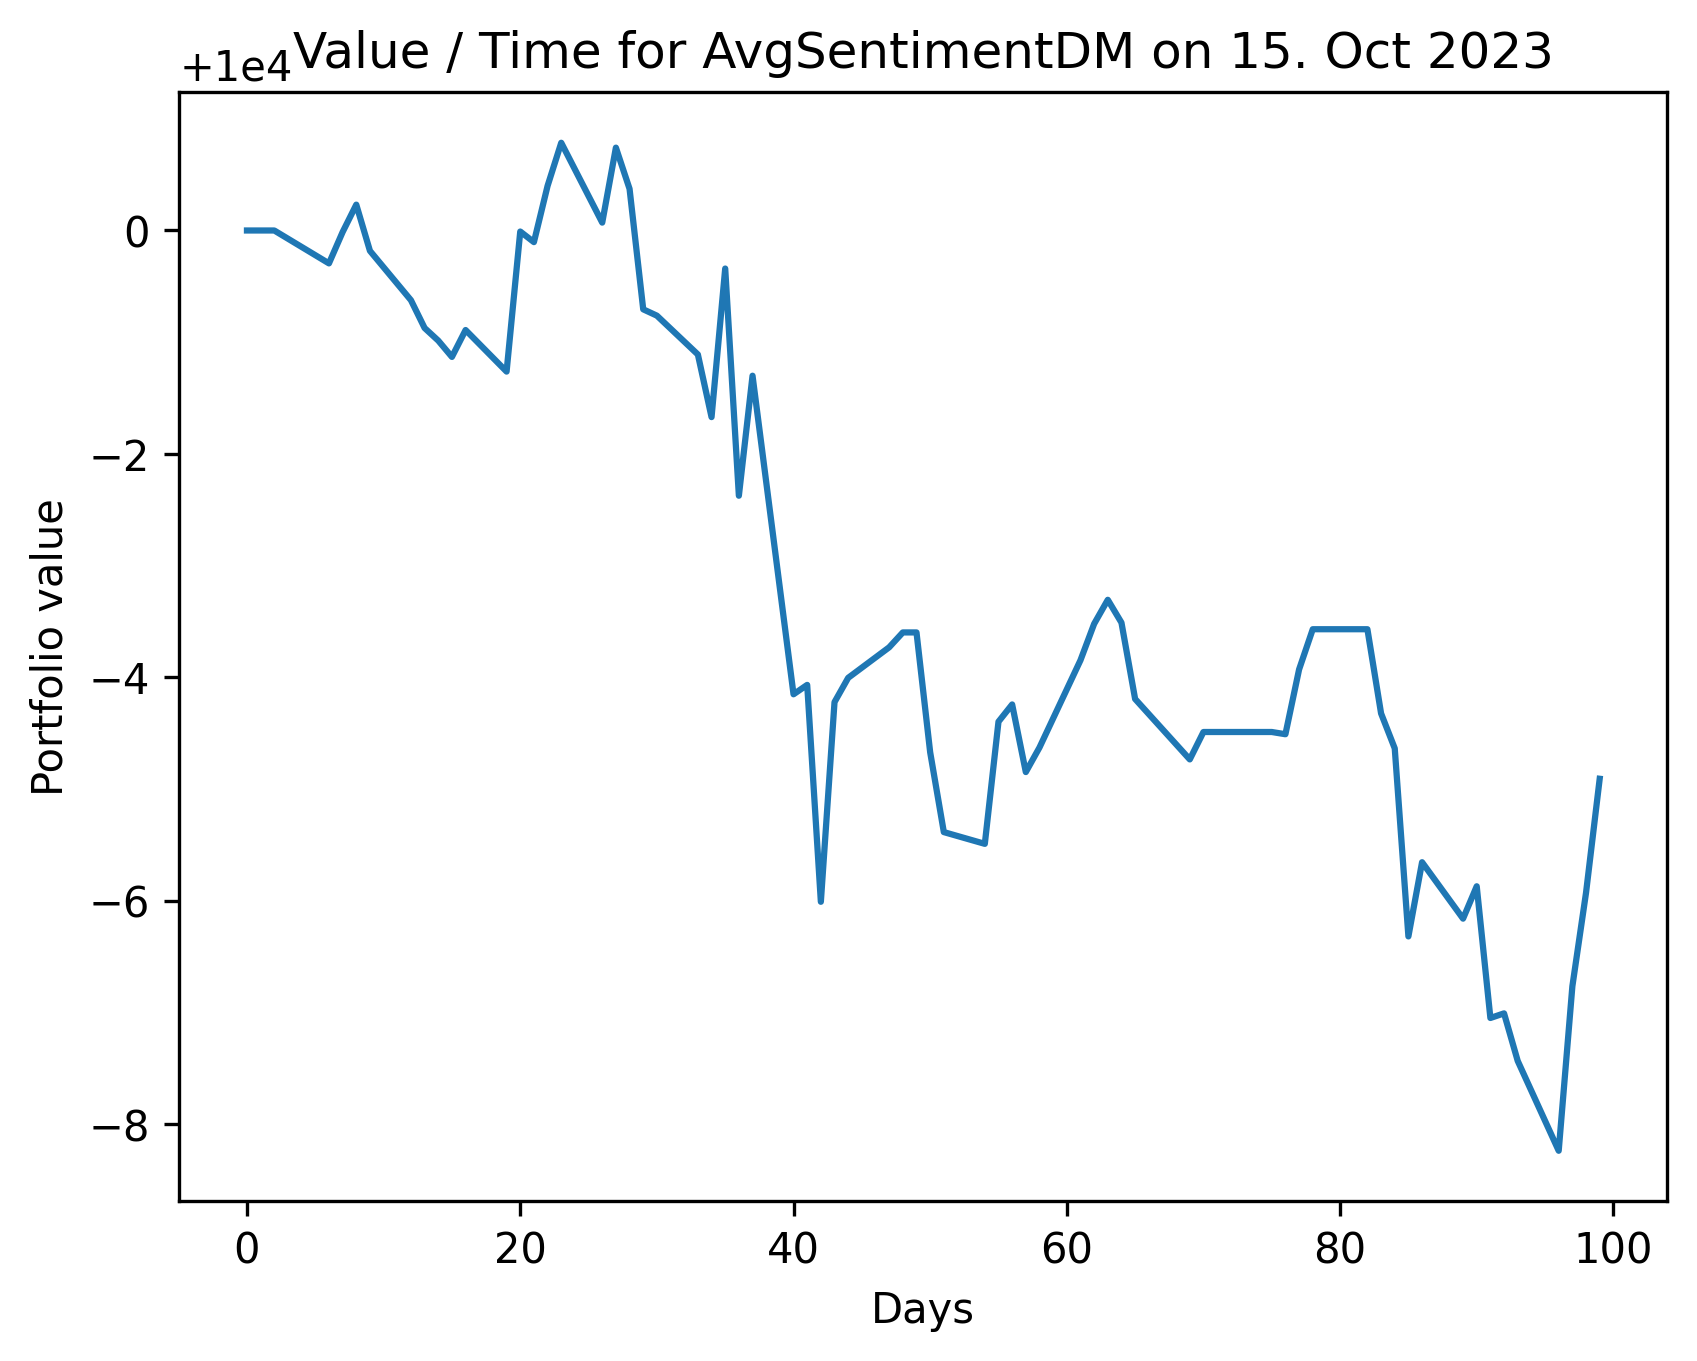 Value / Time for AvgSentimentDM on 15. Oct 2023
+1e4
0
−2
−4
−6
−8
Portfolio value
0 20 40 60 80 100
Days